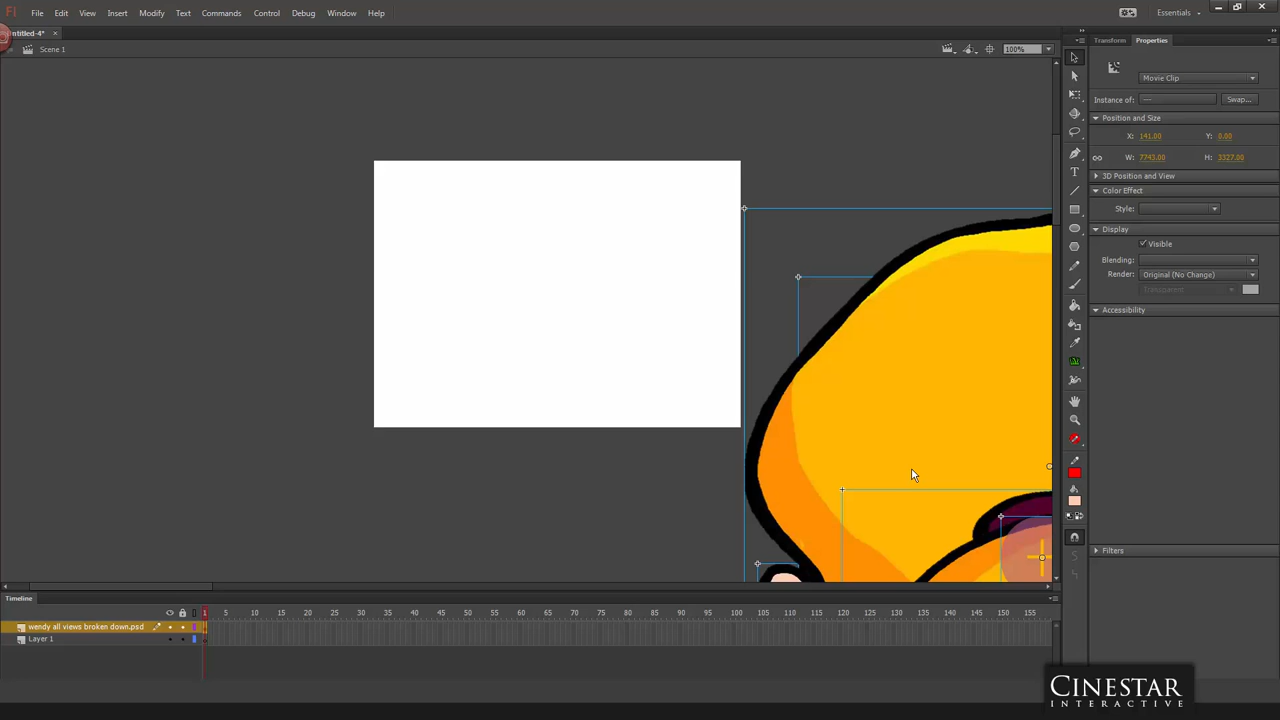 Fl File Edit View Insert Modify Text Commands Control Debug Window Help Essentials
ntitled-4* ×
Scene 1 100%
Transform Properties
Movie Clip
Instance of: --- Swap...
Position and Size
X: 141.00 Y: 0.00
W: 7743.00 H: 3327.00
3D Position and View
Color Effect
Style:
Display
Visible
Blending:
Render: Original (No Change)
Transparent
Accessibility
Filters
Timeline
1 5 10 15 20 25 30 35 40 45 50 55 60 65 70 75 80 85 90 95 100 105 110 115 120 125 130 135 140 145 150 155
wendy all views broken down.psd
Layer 1
CINESTAR
INTERACTIVE